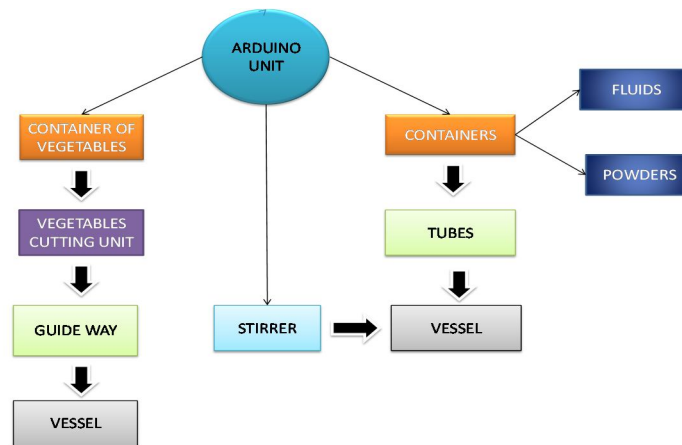 ARDUINO
UNIT
FLUIDS
CONTAINER OF
VEGETABLES
CONTAINERS
POWDERS
VEGETABLES
CUTTING UNIT
TUBES
GUIDE WAY
STIRRER
VESSEL
VESSEL